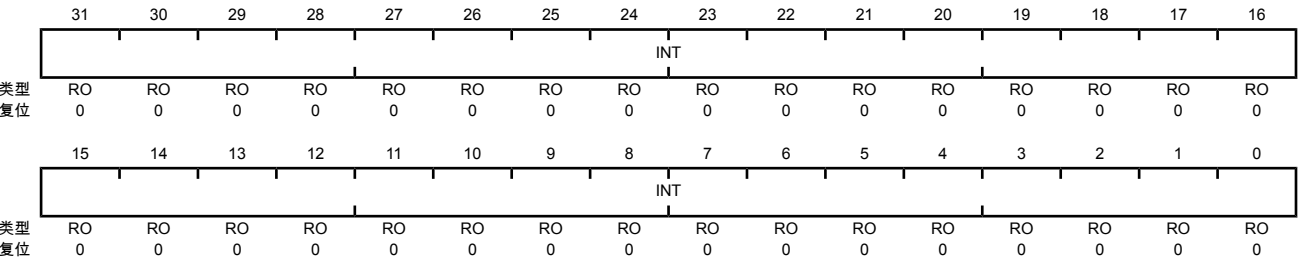 31 30 29 28 27 26 25 24 23 22 21 20 19 18 17 16
INT
类型 RO RO RO RO RO RO RO RO RO RO RO RO RO RO RO RO
复位 0 0 0 0 0 0 0 0 0 0 0 0 0 0 0 0
15 14 13 12 11 10 9 8 7 6 5 4 3 2 1 0
INT
类型 RO RO RO RO RO RO RO RO RO RO RO RO RO RO RO RO
复位 0 0 0 0 0 0 0 0 0 0 0 0 0 0 0 0